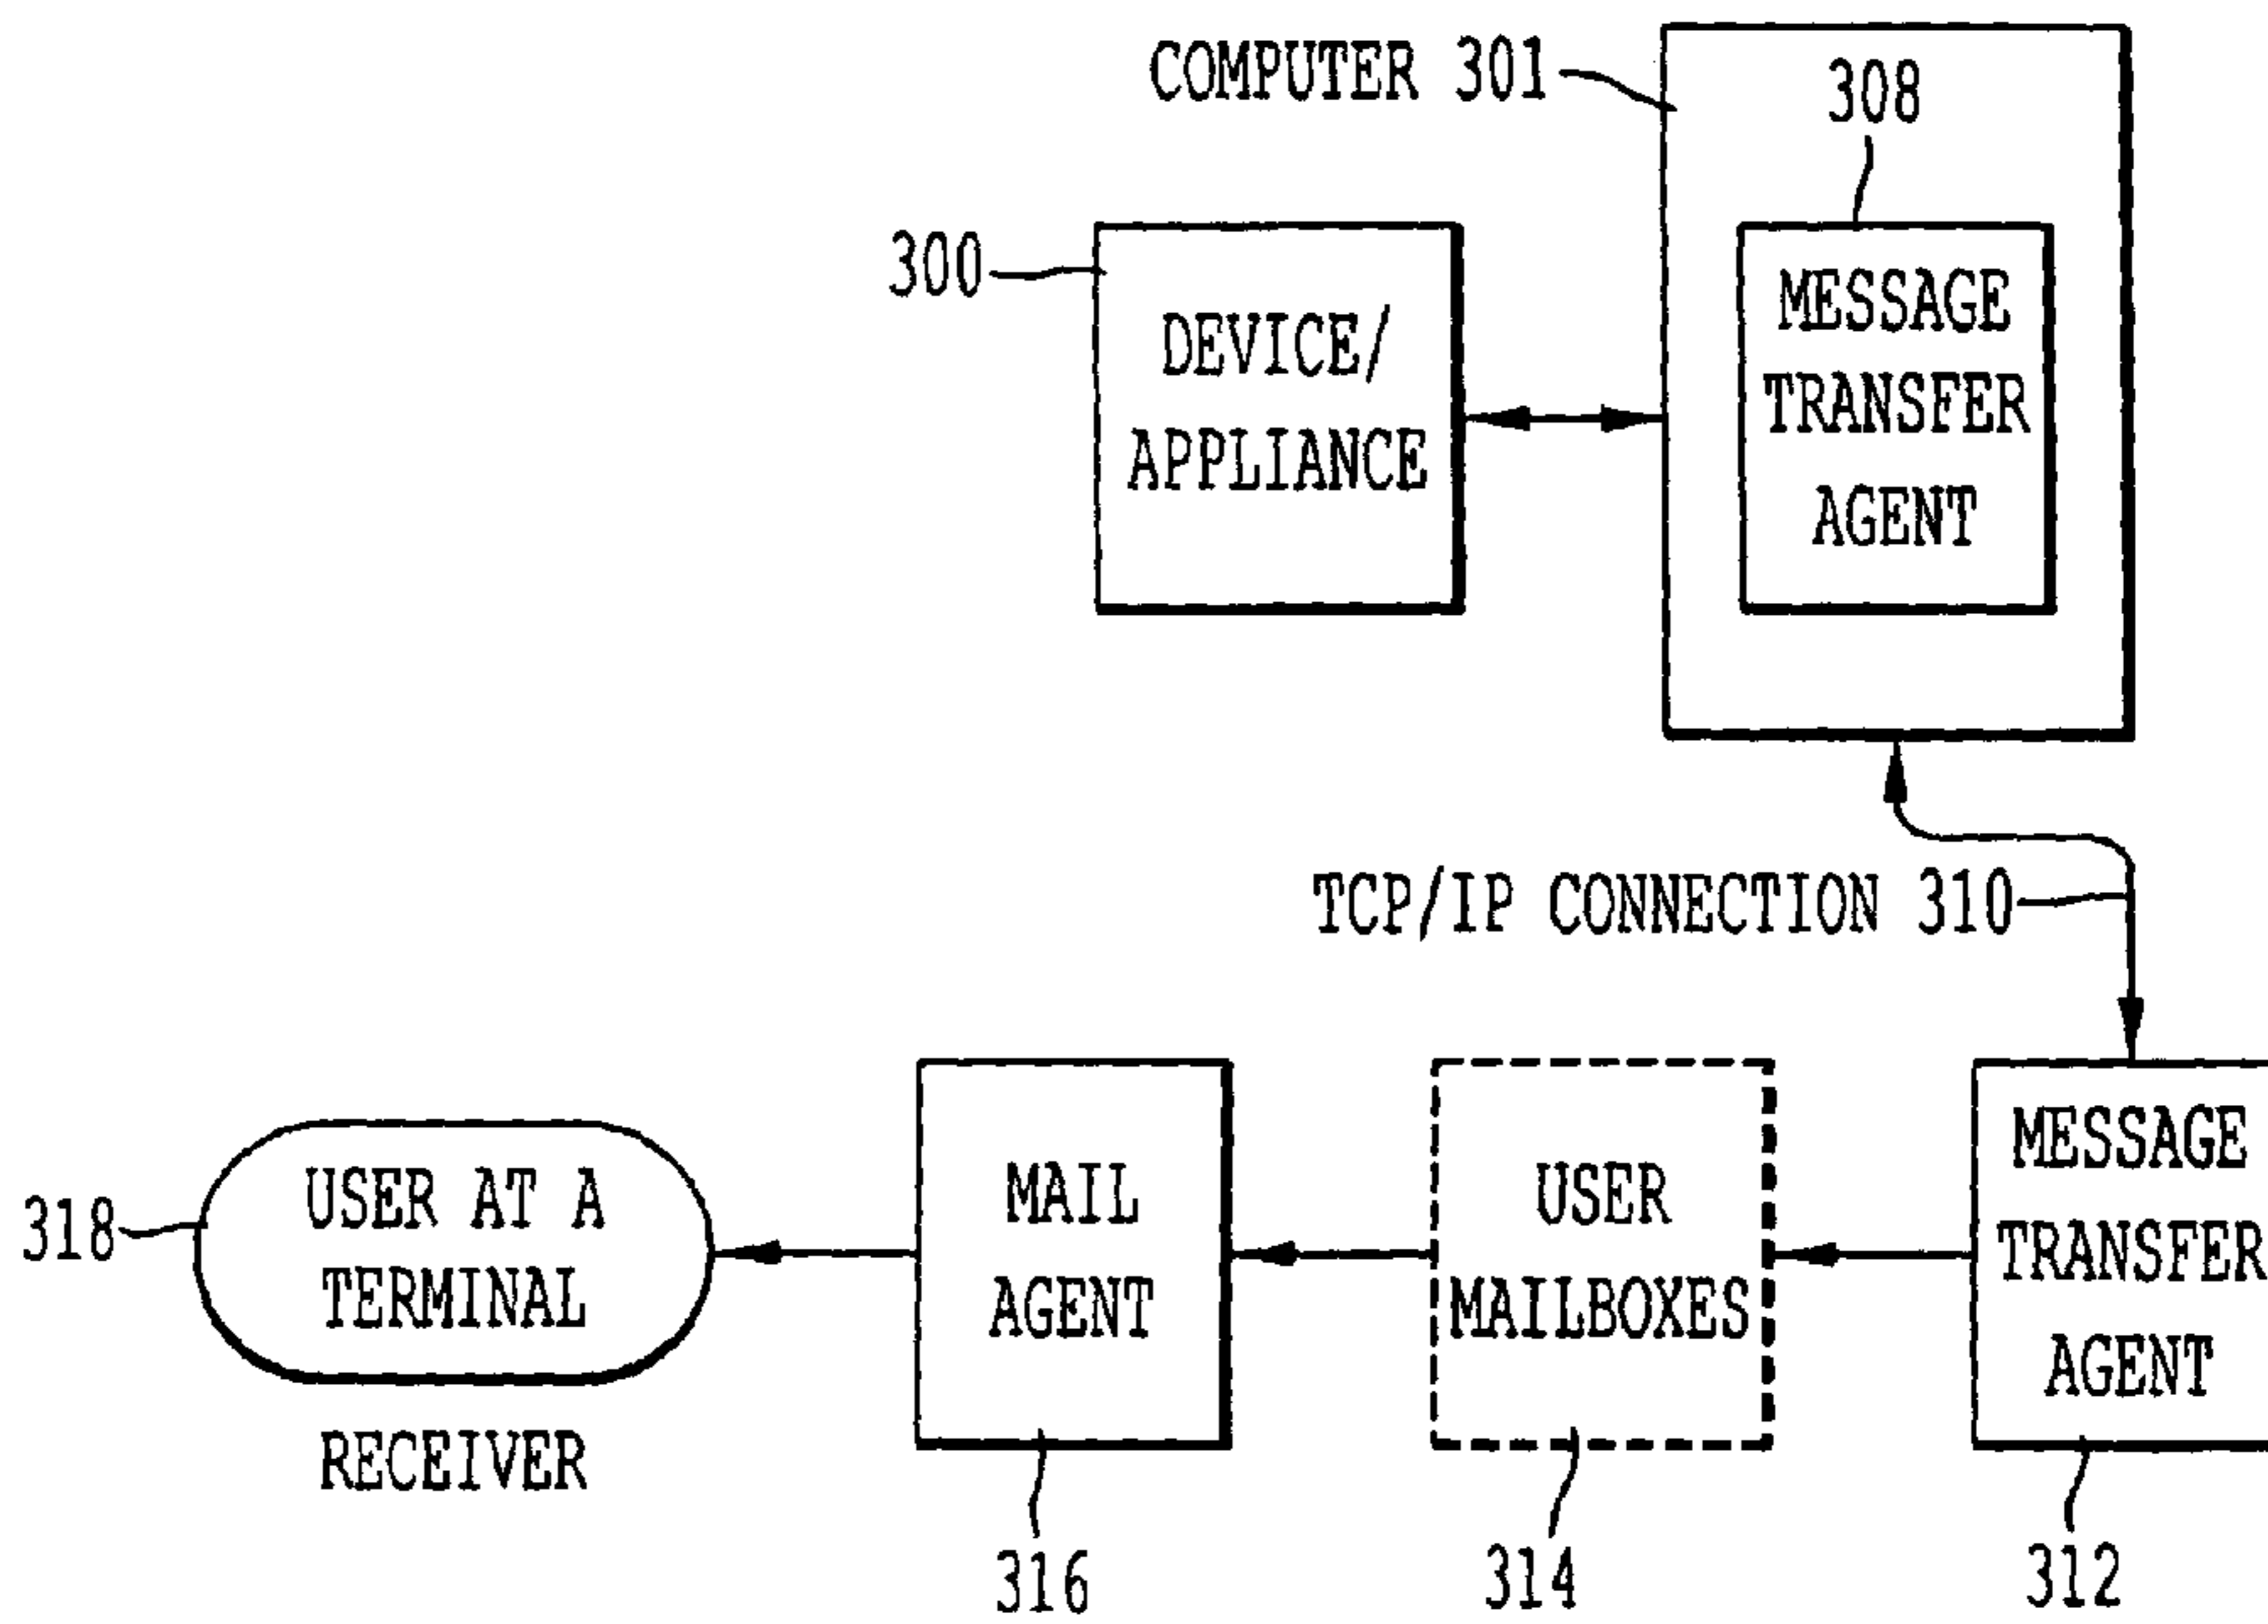 COMPUTER 301
308
300
DEVICE/
APPLIANCE
MESSAGE
TRANSFER
AGENT
TCP/IP CONNECTION 310
318
USER AT A
TERMINAL
RECEIVER
MAIL
AGENT
316
USER
MAILBOXES
314
MESSAGE
TRANSFER
AGENT
312